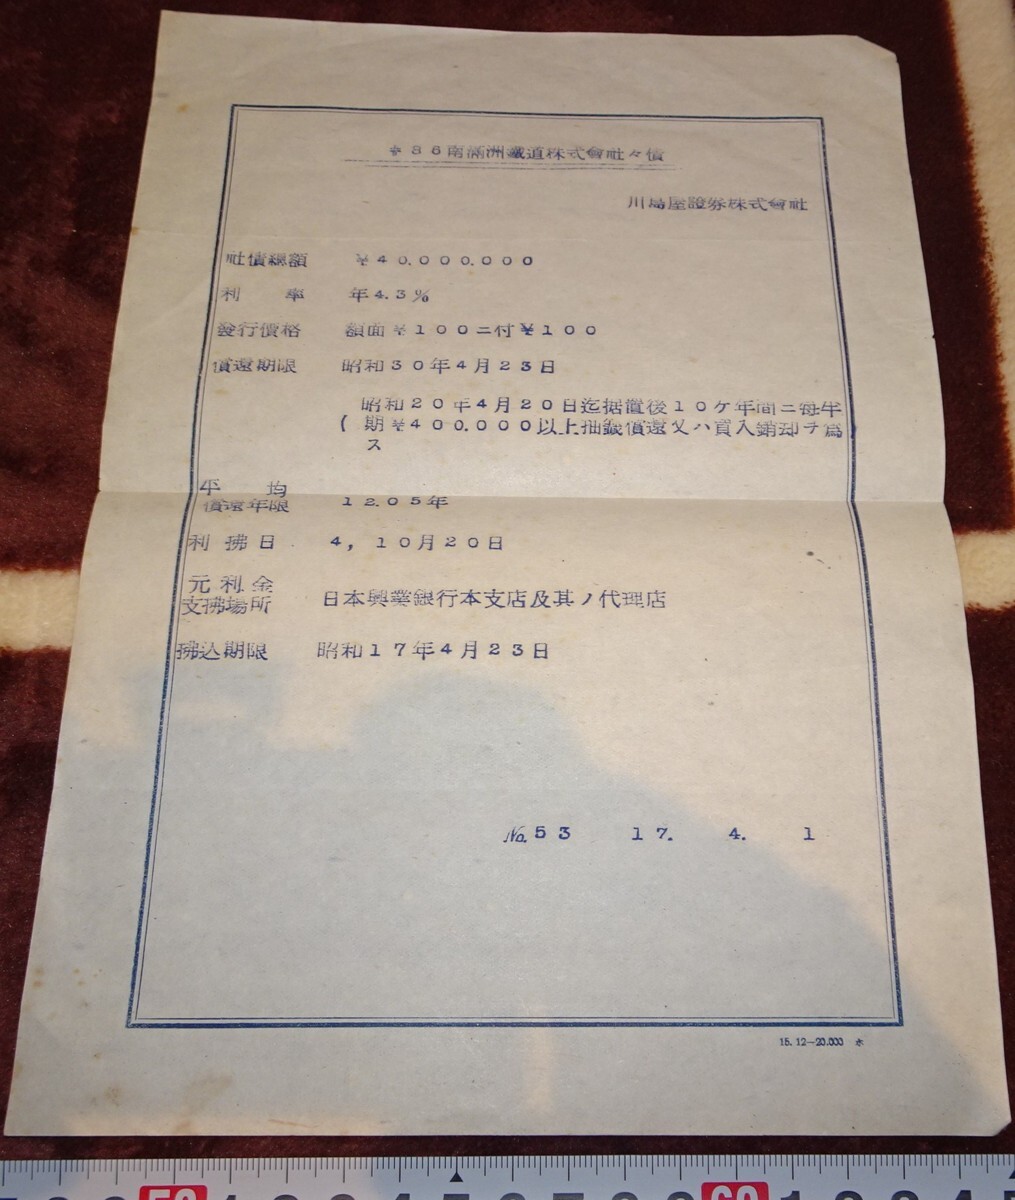 𛀁86南滿洲鐵道株式會社々債
川島屋證券株式會社
社債總額 ¥40.000.000
利率 年4.3%
發行價格 額面¥100ニ付¥100
償還期限 昭和30年4月23日
昭和20年4月20日迄据置後10ケ年間ニ毎半
(期¥400.000以上抽籤償還又ハ買入銷却ヲ爲
ス
平均
償還年限 12.05年
利拂日 4, 10月20日
元利金
支拂場所 日本興業銀行本支店及其ノ代理店
拂込期限 昭和17年4月23日
No.53 17. 4. 1
15.12—20.000 ホ